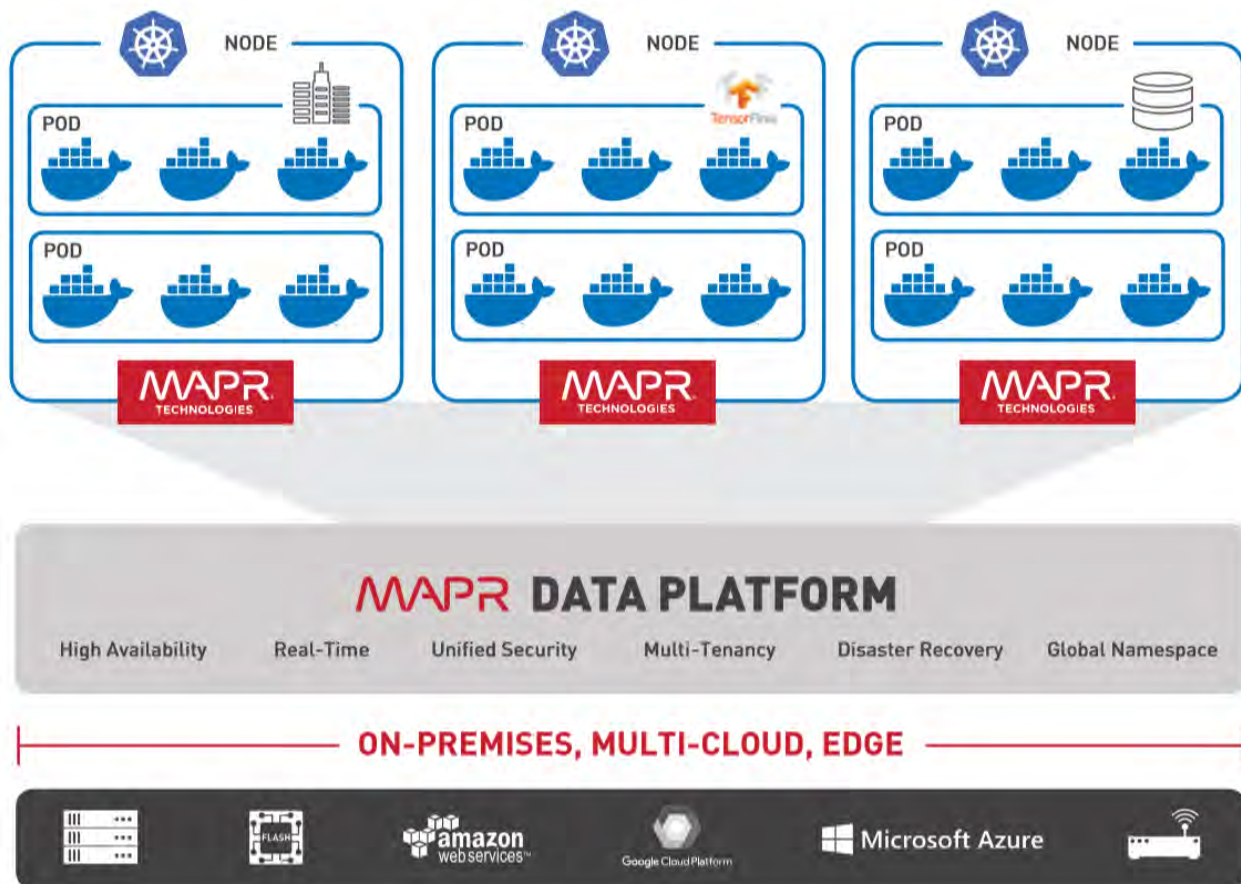 NODE
NODE
NODE
TensorFlow
POD
POD
POD
POD
POD
POD
MAPR
TECHNOLOGIES
MAPR
TECHNOLOGIES
MAPR
TECHNOLOGIES
MAPR DATA PLATFORM
High Availability Real-Time Unified Security Multi-Tenancy Disaster Recovery Global Namespace
ON-PREMISES, MULTI-CLOUD, EDGE
FLASH
amazon
webservices™
Google Cloud Platform
Microsoft Azure